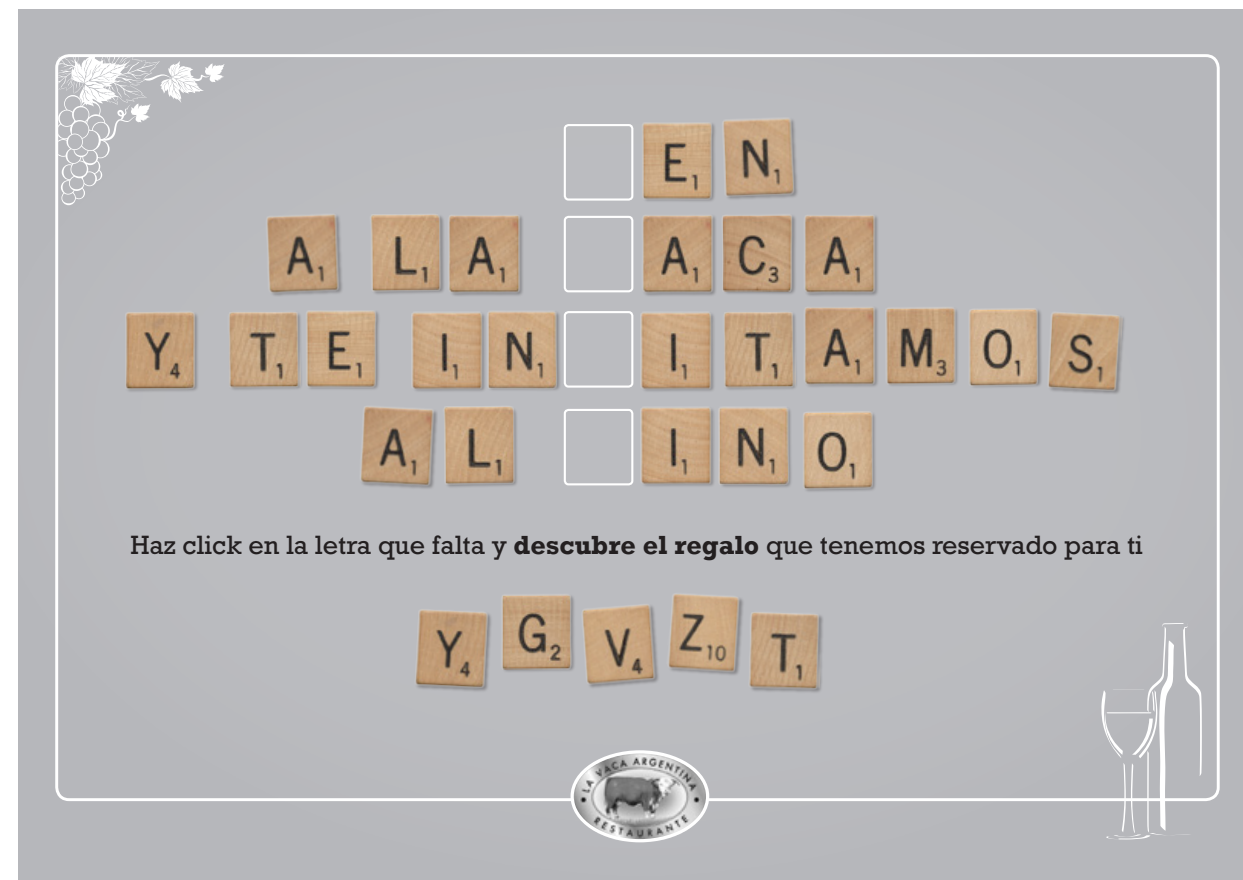 EN
A LA ACA
Y TE IN ITAMOS
AL INO
Haz click en la letra que falta y descubre el regalo que tenemos reservado para ti
Y G V Z T
LA VACA ARGENTINA
RESTAURANTE